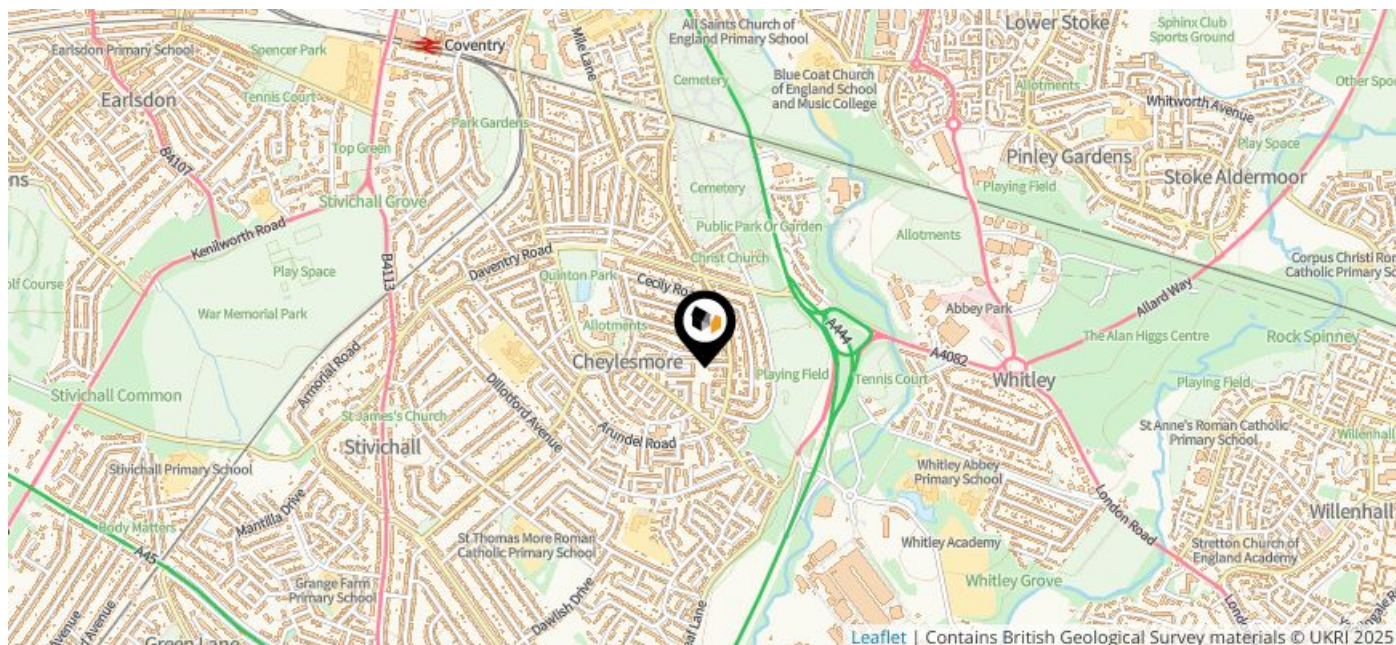 All Saints Church of
England Primary School
Lower Stoke
Sphinx Club
Sports Ground
Earlsdon Primary School
Spencer Park
Coventry
Mile Lane
Cemetery
Blue Coat Church
of England School
and Music College
Allotments
Other Spo
Earlsdon
Tennis Court
Whitworth Avenue
Park Gardens
Play Space
B4107
Top Green
Pinley Gardens
Stoke Aldermoor
ens
Stivichall Grove
Cemetery
Playing Field
Kenilworth Road
Public Park Or Garden
Allotments
Daventry Road
Christ Church
Corpus Christi Ro
Catholic Primary Sc
Play Space
B4113
Quinton Park
Cecily Ro
Allard Way
olf Course
War Memorial Park
Allotments
A444
Abbey Park
The Alan Higgs Centre
Rock Spinney
Cheylesmore
A4082
Armorial Road
Playing Field
Tennis Court
Whitley
Playing Field
Stivichall Common
Dillotford Avenue
St James's Church
Arundel Road
St Anne's Roman Catholic
Primary School
Willenhall
Stivichall
Stivichall Primary School
Whitley Abbey
Primary School
London Road
Willenhall
Mantilla Drive
Body Matters
St Thomas More Roman
Catholic Primary School
Whitley Academy
Stretton Church of
England Academy
A45
Whitley Grove
Grange Farm
Primary School
Dawlish Drive
Avenue
Green Lane
eaf Lane
Londo
Leaflet | Contains British Geological Survey materials © UKRI 2025